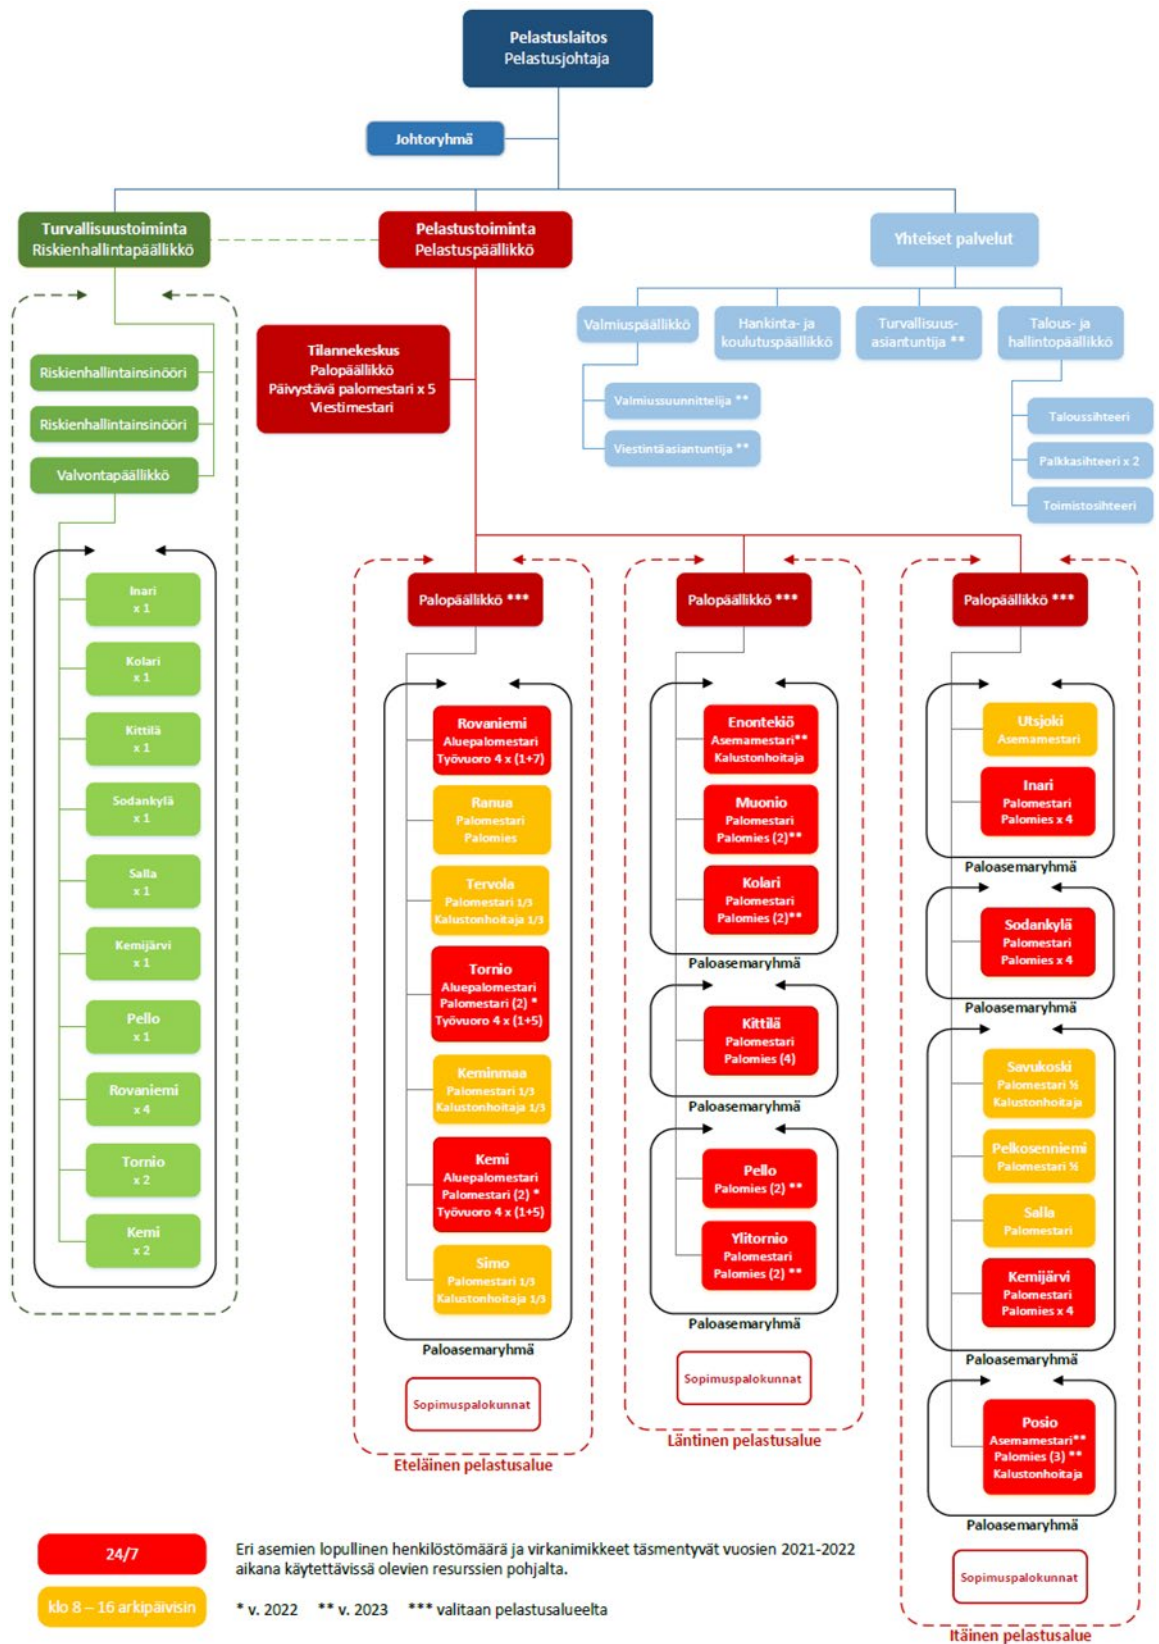 Pelastuslaitos
Pelastusjohtaja
Johtoryhmä
Turvallisuustoiminta
Riskienhallintapäällikkö
Pelastustoiminta
Pelastuspäällikkö
Yhteiset palvelut
Tilannekeskus
Palopäällikkö
Päivystävä palomestari x 5
Viestimestari
Valmiuspäällikkö
Hankinta- ja
koulutuspäällikkö
Turvallisuus-
asiantuntija **
Talous- ja
hallintopäällikkö
Valmiussuunnittelija **
Viestintäasiantuntija **
Taloussihteeri
Palkkasihteeri x 2
Toimistosihteeri
Riskienhallintainsinööri
Riskienhallintainsinööri
Valvontapäällikkö
Inari
x 1
Kolari
x 1
Kittilä
x 1
Sodankylä
x 1
Salla
x 1
Kemijärvi
x 1
Pello
x 1
Rovaniemi
x 4
Tornio
x 2
Kemi
x 2
Palopäällikkö ***
Rovaniemi
Aluepalomestari
Työvuoro 4 x (1+7)
Ranua
Palomestari
Palomies
Tervola
Palomestari 1/3
Kalustonhoitaja 1/3
Tornio
Aluepalomestari
Palomestari (2) *
Työvuoro 4 x (1+5)
Keminmaa
Palomestari 1/3
Kalustonhoitaja 1/3
Kemi
Aluepalomestari
Palomestari (2) *
Työvuoro 4 x (1+5)
Simo
Palomestari 1/3
Kalustonhoitaja 1/3
Paloasemaryhmä
Sopimuspalokunnat
Eteläinen pelastusalue
Palopäällikkö ***
Enontekiö
Asemamestari**
Kalustonhoitaja
Muonio
Palomestari
Palomies (2)**
Kolari
Palomestari
Palomies (2)**
Paloasemaryhmä
Kittilä
Palomestari
Palomies (4)
Paloasemaryhmä
Pello
Palomies (2) **
Ylitornio
Palomestari
Palomies (2) **
Paloasemaryhmä
Sopimuspalokunnat
Läntinen pelastusalue
Palopäällikkö ***
Utsjoki
Asemamestari
Inari
Palomestari
Palomies x 4
Paloasemaryhmä
Sodankylä
Palomestari
Palomies x 4
Paloasemaryhmä
Savukoski
Palomestari ½
Kalustonhoitaja
Pelkosenniemi
Palomestari ½
Salla
Palomestari
Kemijärvi
Palomestari
Palomies x 4
Paloasemaryhmä
Posio
Asemamestari**
Palomies (3) **
Kalustonhoitaja
Paloasemaryhmä
Sopimuspalokunnat
Itäinen pelastusalue
24/7
klo 8 – 16 arkipäivisin
Eri asemien lopullinen henkilöstömäärä ja virkanimikkeet täsmentyvät vuosien 2021-2022
aikana käytettävissä olevien resurssien pohjalta.
* v. 2022 ** v. 2023 *** valitaan pelastusalueelta